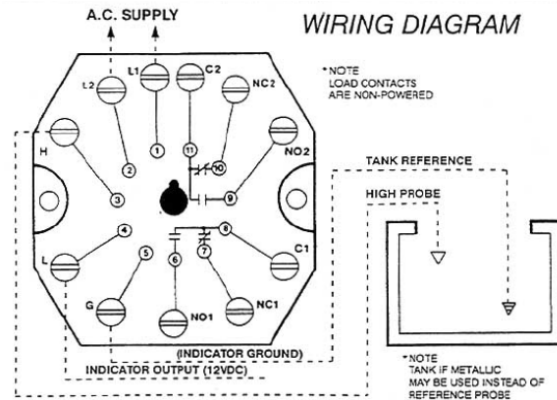 A.C. SUPPLY
WIRING DIAGRAM
L2
L1
C2
NC2
*NOTE
LOAD CONTACTS
ARE NON-POWERED
H
NO2
1
11
2
10
3
9
TANK REFERENCE
HIGH PROBE
4
8
5
6
7
L
C1
G
NO1
NC1
(INDICATOR GROUND)
INDICATOR OUTPUT (12VDC)
*NOTE
TANK IF METALLIC
MAY BE USED INSTEAD OF
REFERENCE PROBE